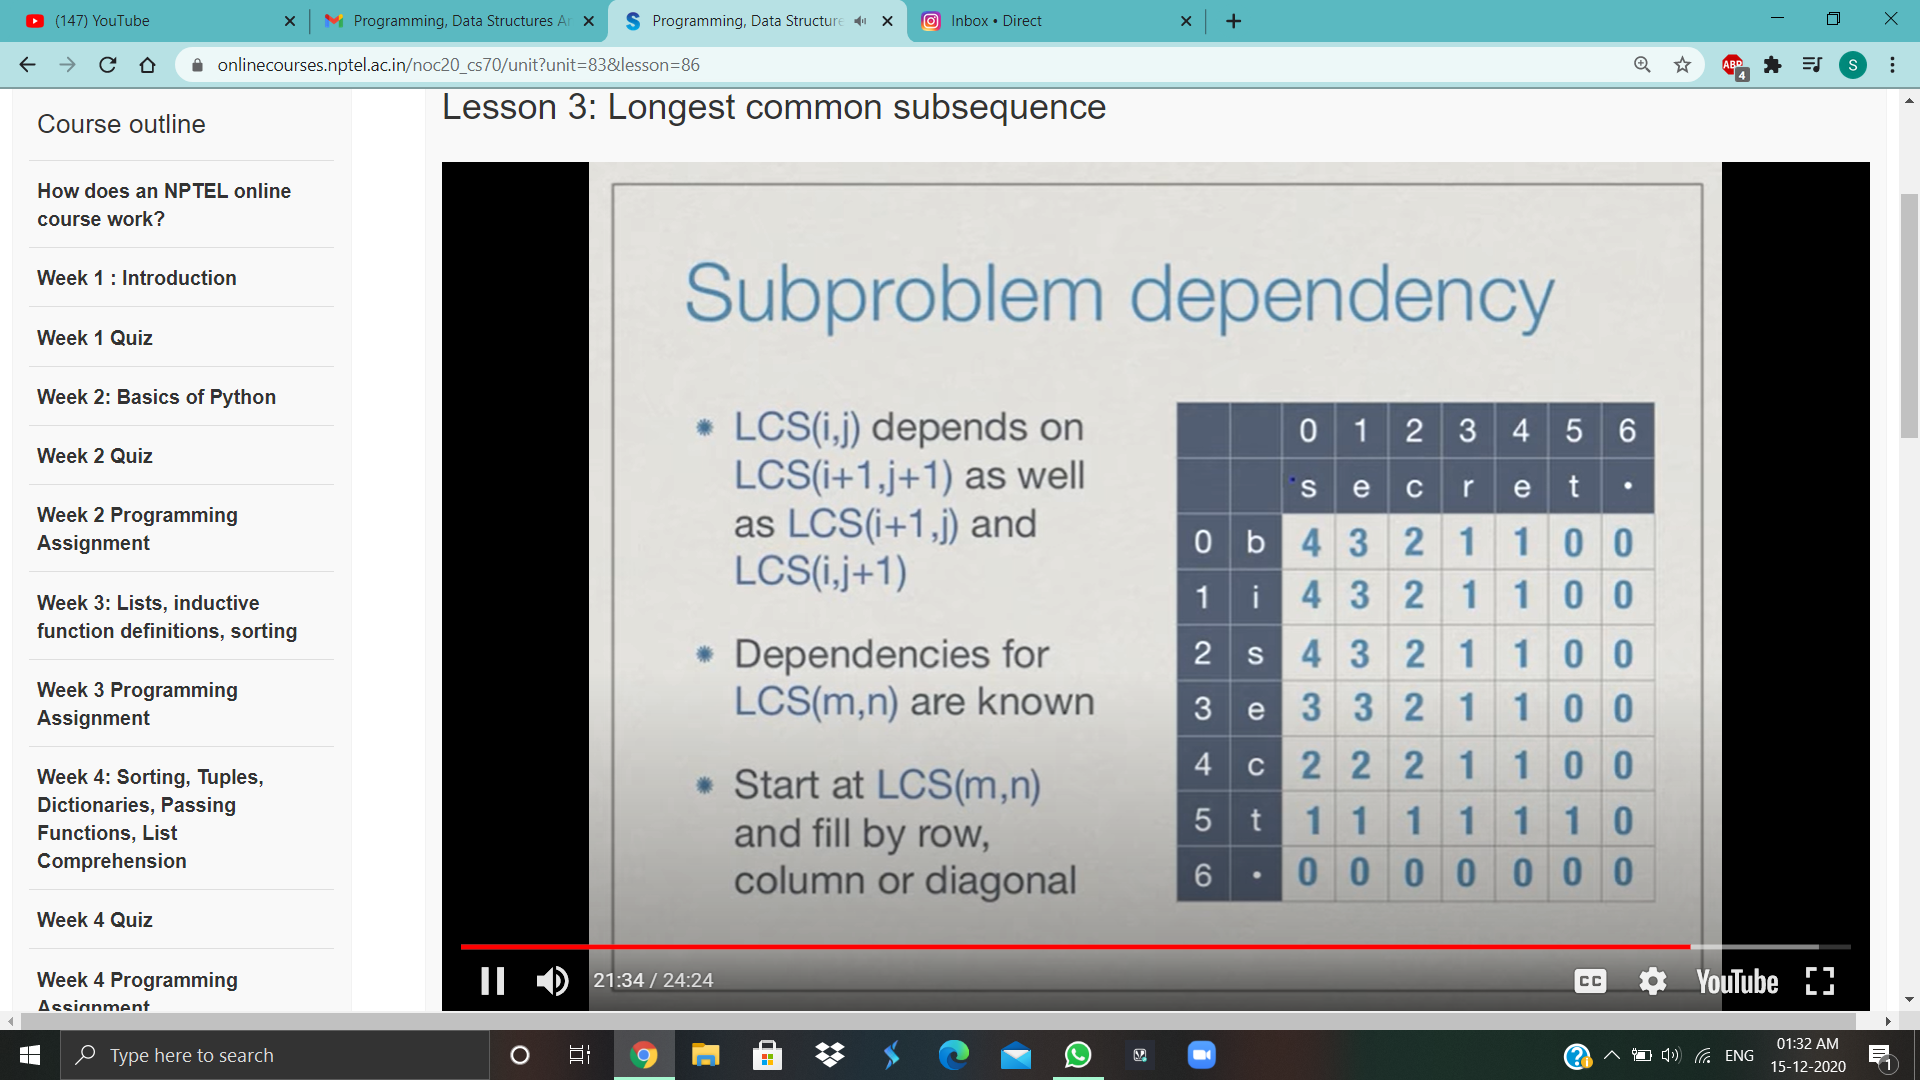 (147) YouTube
Programming, Data Structures Ar
Programming, Data Structure
Inbox • Direct
onlinecourses.nptel.ac.in/noc20_cs70/unit?unit=83&lesson=86
ABP
4
S
Course outline
How does an NPTEL online
course work?
Week 1 : Introduction
Week 1 Quiz
Week 2: Basics of Python
Week 2 Quiz
Week 2 Programming
Assignment
Week 3: Lists, inductive
function definitions, sorting
Week 3 Programming
Assignment
Week 4: Sorting, Tuples,
Dictionaries, Passing
Functions, List
Comprehension
Week 4 Quiz
Week 4 Programming
Assignment
Lesson 3: Longest common subsequence
Subproblem dependency
LCS(i,j) depends on
LCS(i+1,j+1) as well
as LCS(i+1,j) and
LCS(i,j+1)
Dependencies for
LCS(m,n) are known
Start at LCS(m,n)
and fill by row,
column or diagonal
0 1 2 3 4 5 6
s e c r e t •
0 b 4 3 2 1 1 0 0
1 i 4 3 2 1 1 0 0
2 s 4 3 2 1 1 0 0
3 e 3 3 2 1 1 0 0
4 c 2 2 2 1 1 0 0
5 t 1 1 1 1 1 1 0
6 • 0 0 0 0 0 0 0
21:34 / 24:24
CC
YouTube
Type here to search
ENG
01:32 AM
15-12-2020
1